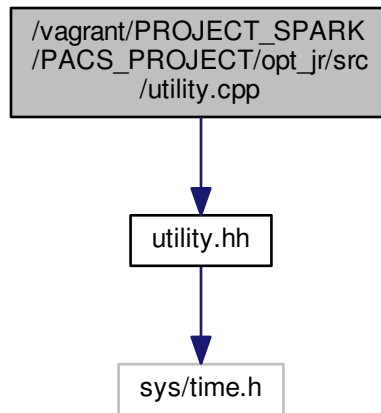 /vagrant/PROJECT_SPARK
/PACS_PROJECT/opt_jr/src
/utility.cpp
utility.hh
sys/time.h